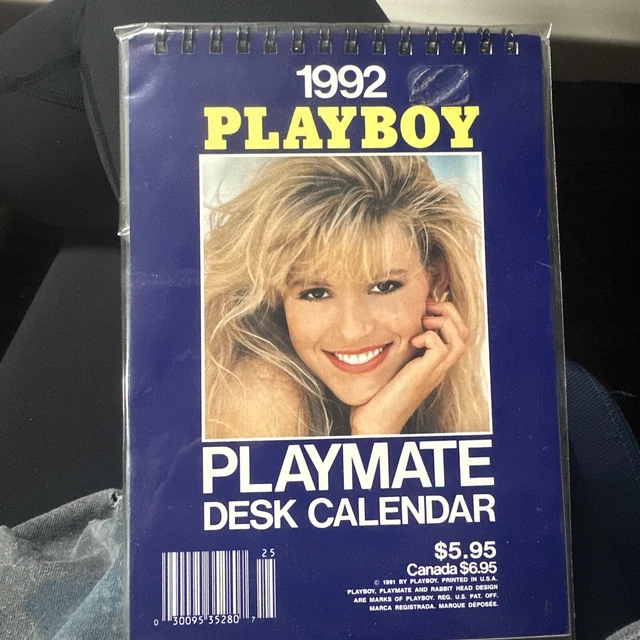 1992
PLAYBOY
PLAYMATE
DESK CALENDAR
$5.95
Canada $6.95
© 1991 BY PLAYBOY. PRINTED IN U.S.A.
PLAYBOY, PLAYMATE AND RABBIT HEAD DESIGN
ARE MARKS OF PLAYBOY. REG. U.S. PAT. OFF.
MARCA REGISTRADA. MARQUE DÉPOSÉE.
25
0 30095 35280 7